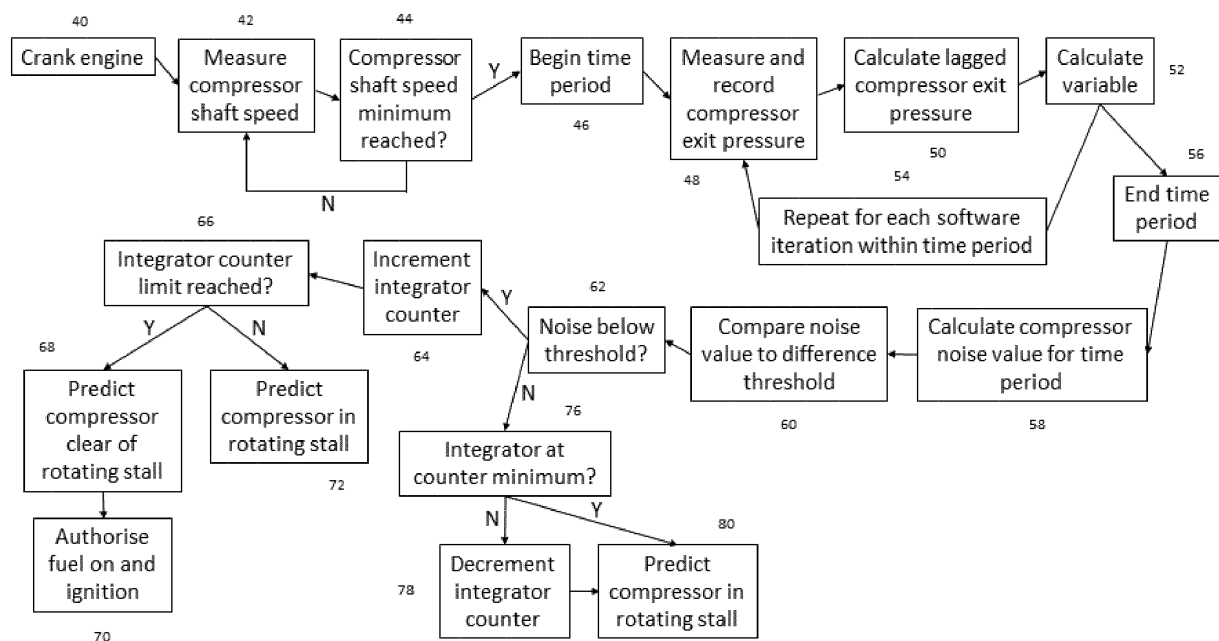 40
Crank engine
42
Measure
compressor
shaft speed
44
Compressor
shaft speed
minimum
reached?
Y
N
Begin time
period
46
Measure and
record
compressor
exit pressure
48
Calculate lagged
compressor exit
pressure
50
Calculate
variable
52
54
Repeat for each software
iteration within time period
56
End time
period
Calculate compressor
noise value for time
period
58
Compare noise
value to difference
threshold
60
62
Noise below
threshold?
Y
N
Increment
integrator
counter
64
66
Integrator counter
limit reached?
Y
N
68
Predict
compressor
clear of
rotating stall
Authorise
fuel on and
ignition
70
Predict
compressor in
rotating stall
72
76
Integrator at
counter minimum?
N
Y
78
Decrement
integrator
counter
80
Predict
compressor in
rotating stall